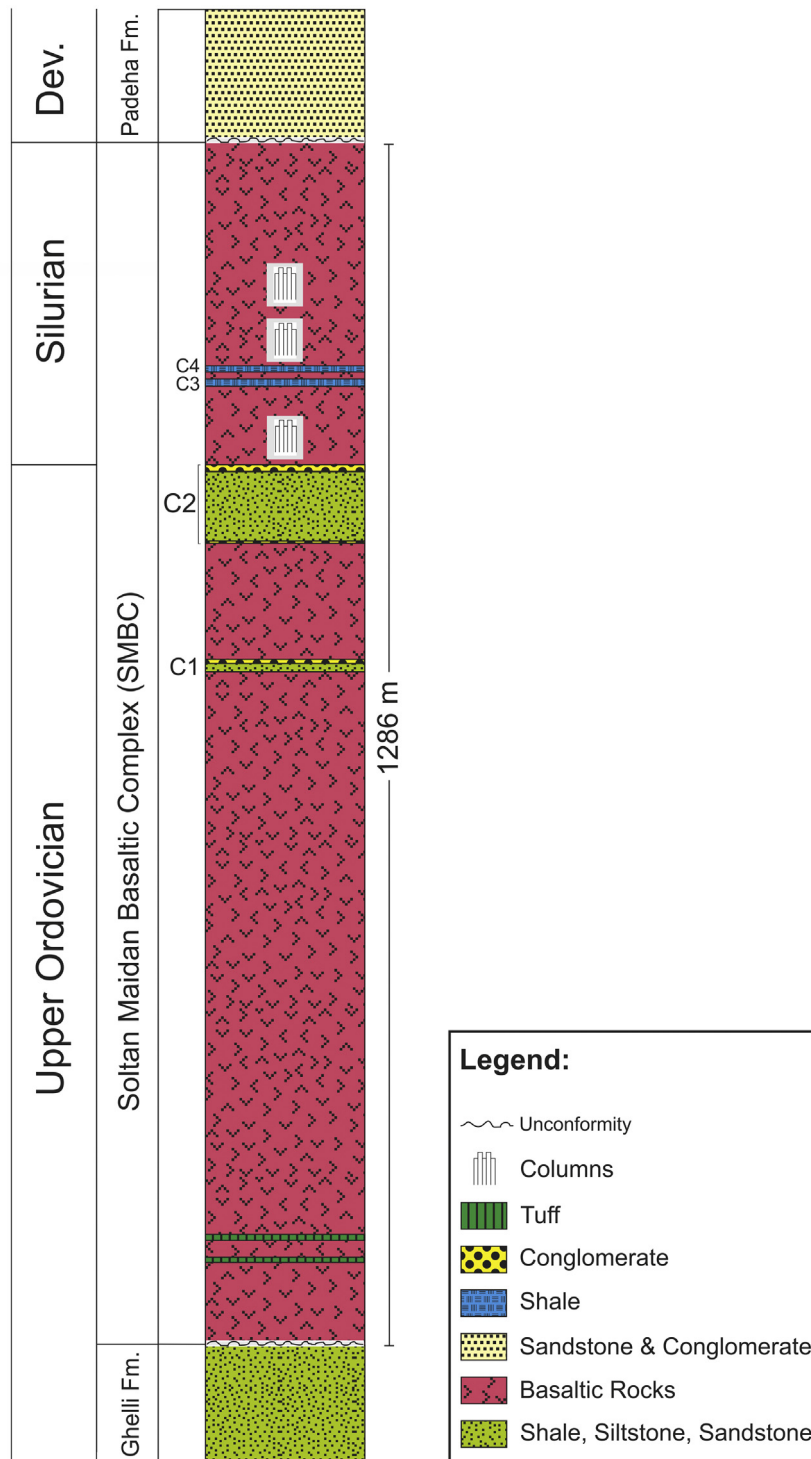 Dev.
Padeha Fm.
Silurian
C4
C3
C2
C1
Soltan Maidan Basaltic Complex (SMBC)
1286 m
Upper Ordovician
Ghelli Fm.
Legend:
Unconformity
Columns
Tuff
Conglomerate
Shale
Sandstone & Conglomerate
Basaltic Rocks
Shale, Siltstone, Sandstone